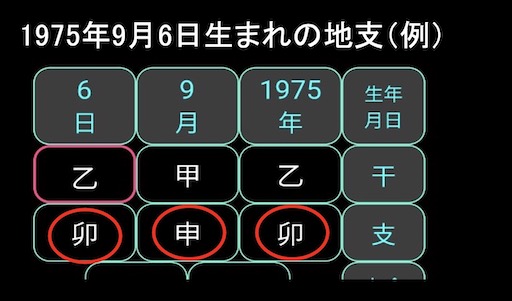 1975年9月6日生まれの地支(例)
6 9 1975 生年
日 月 年 月日
乙 甲 乙 干
卯 申 卯 支